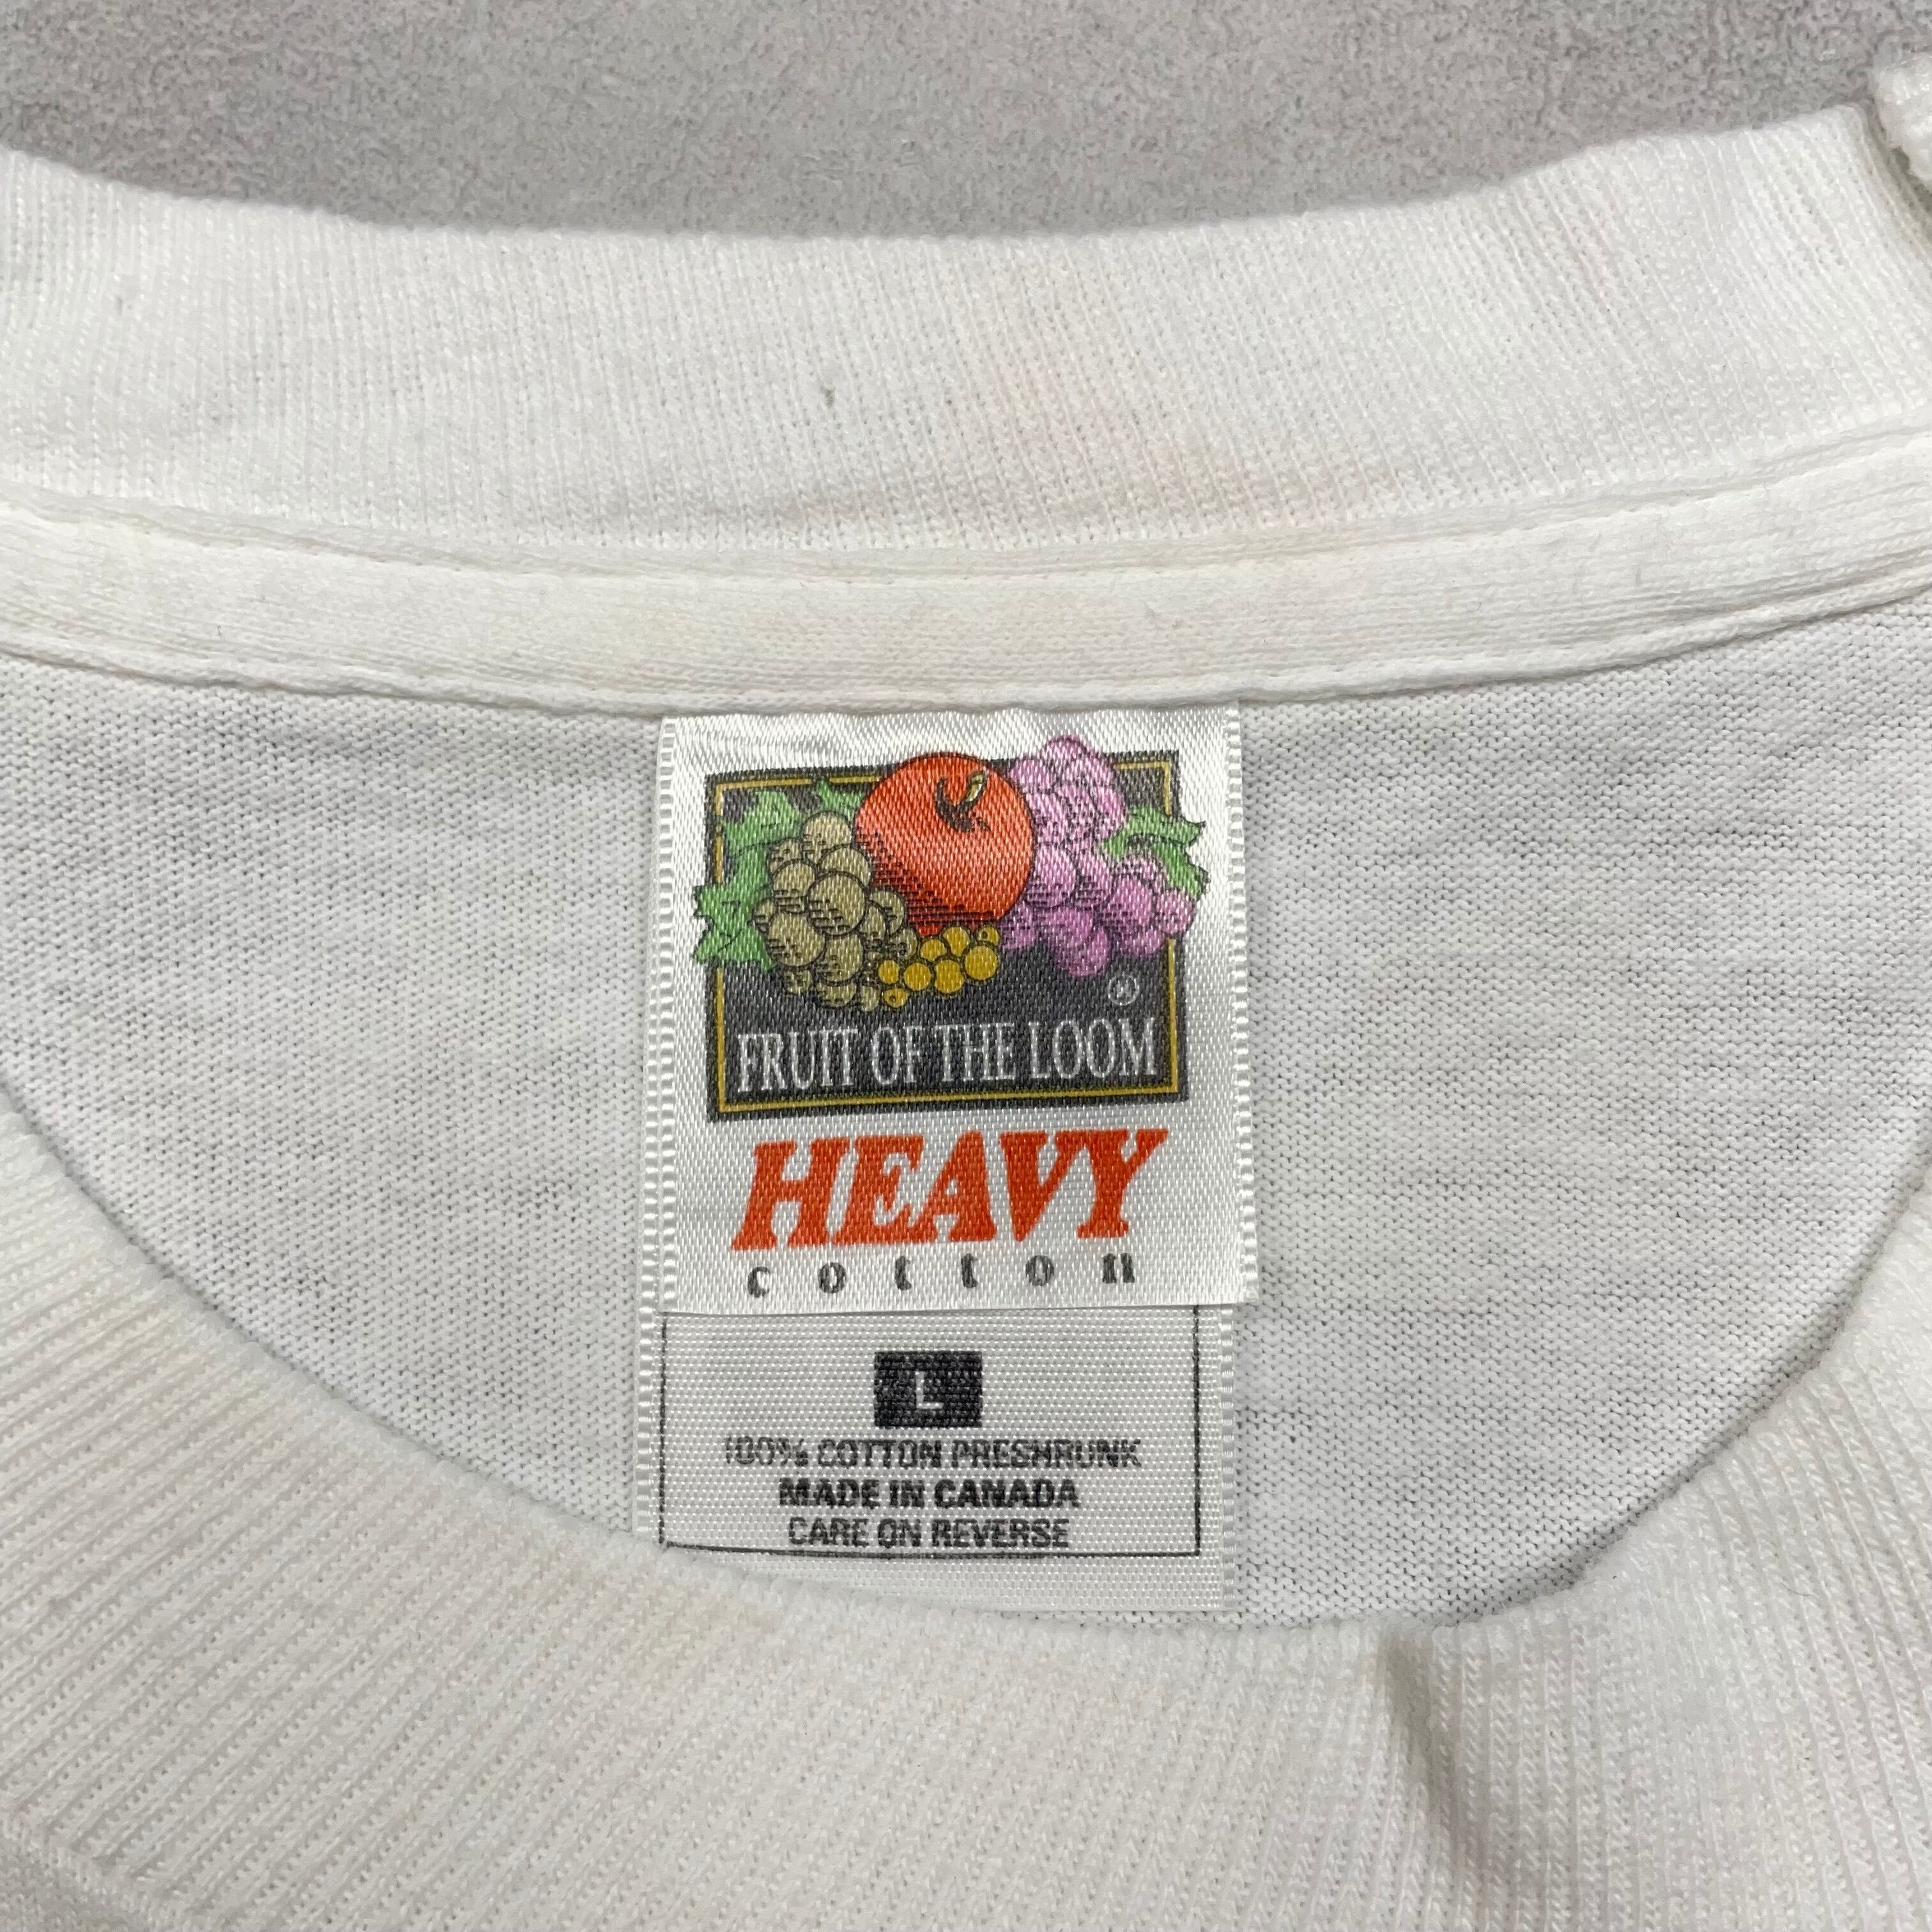 ®
FRUIT OF THE LOOM
HEAVY
cotton
L
100% COTTON PRESHRUNK
MADE IN CANADA
CARE ON REVERSE